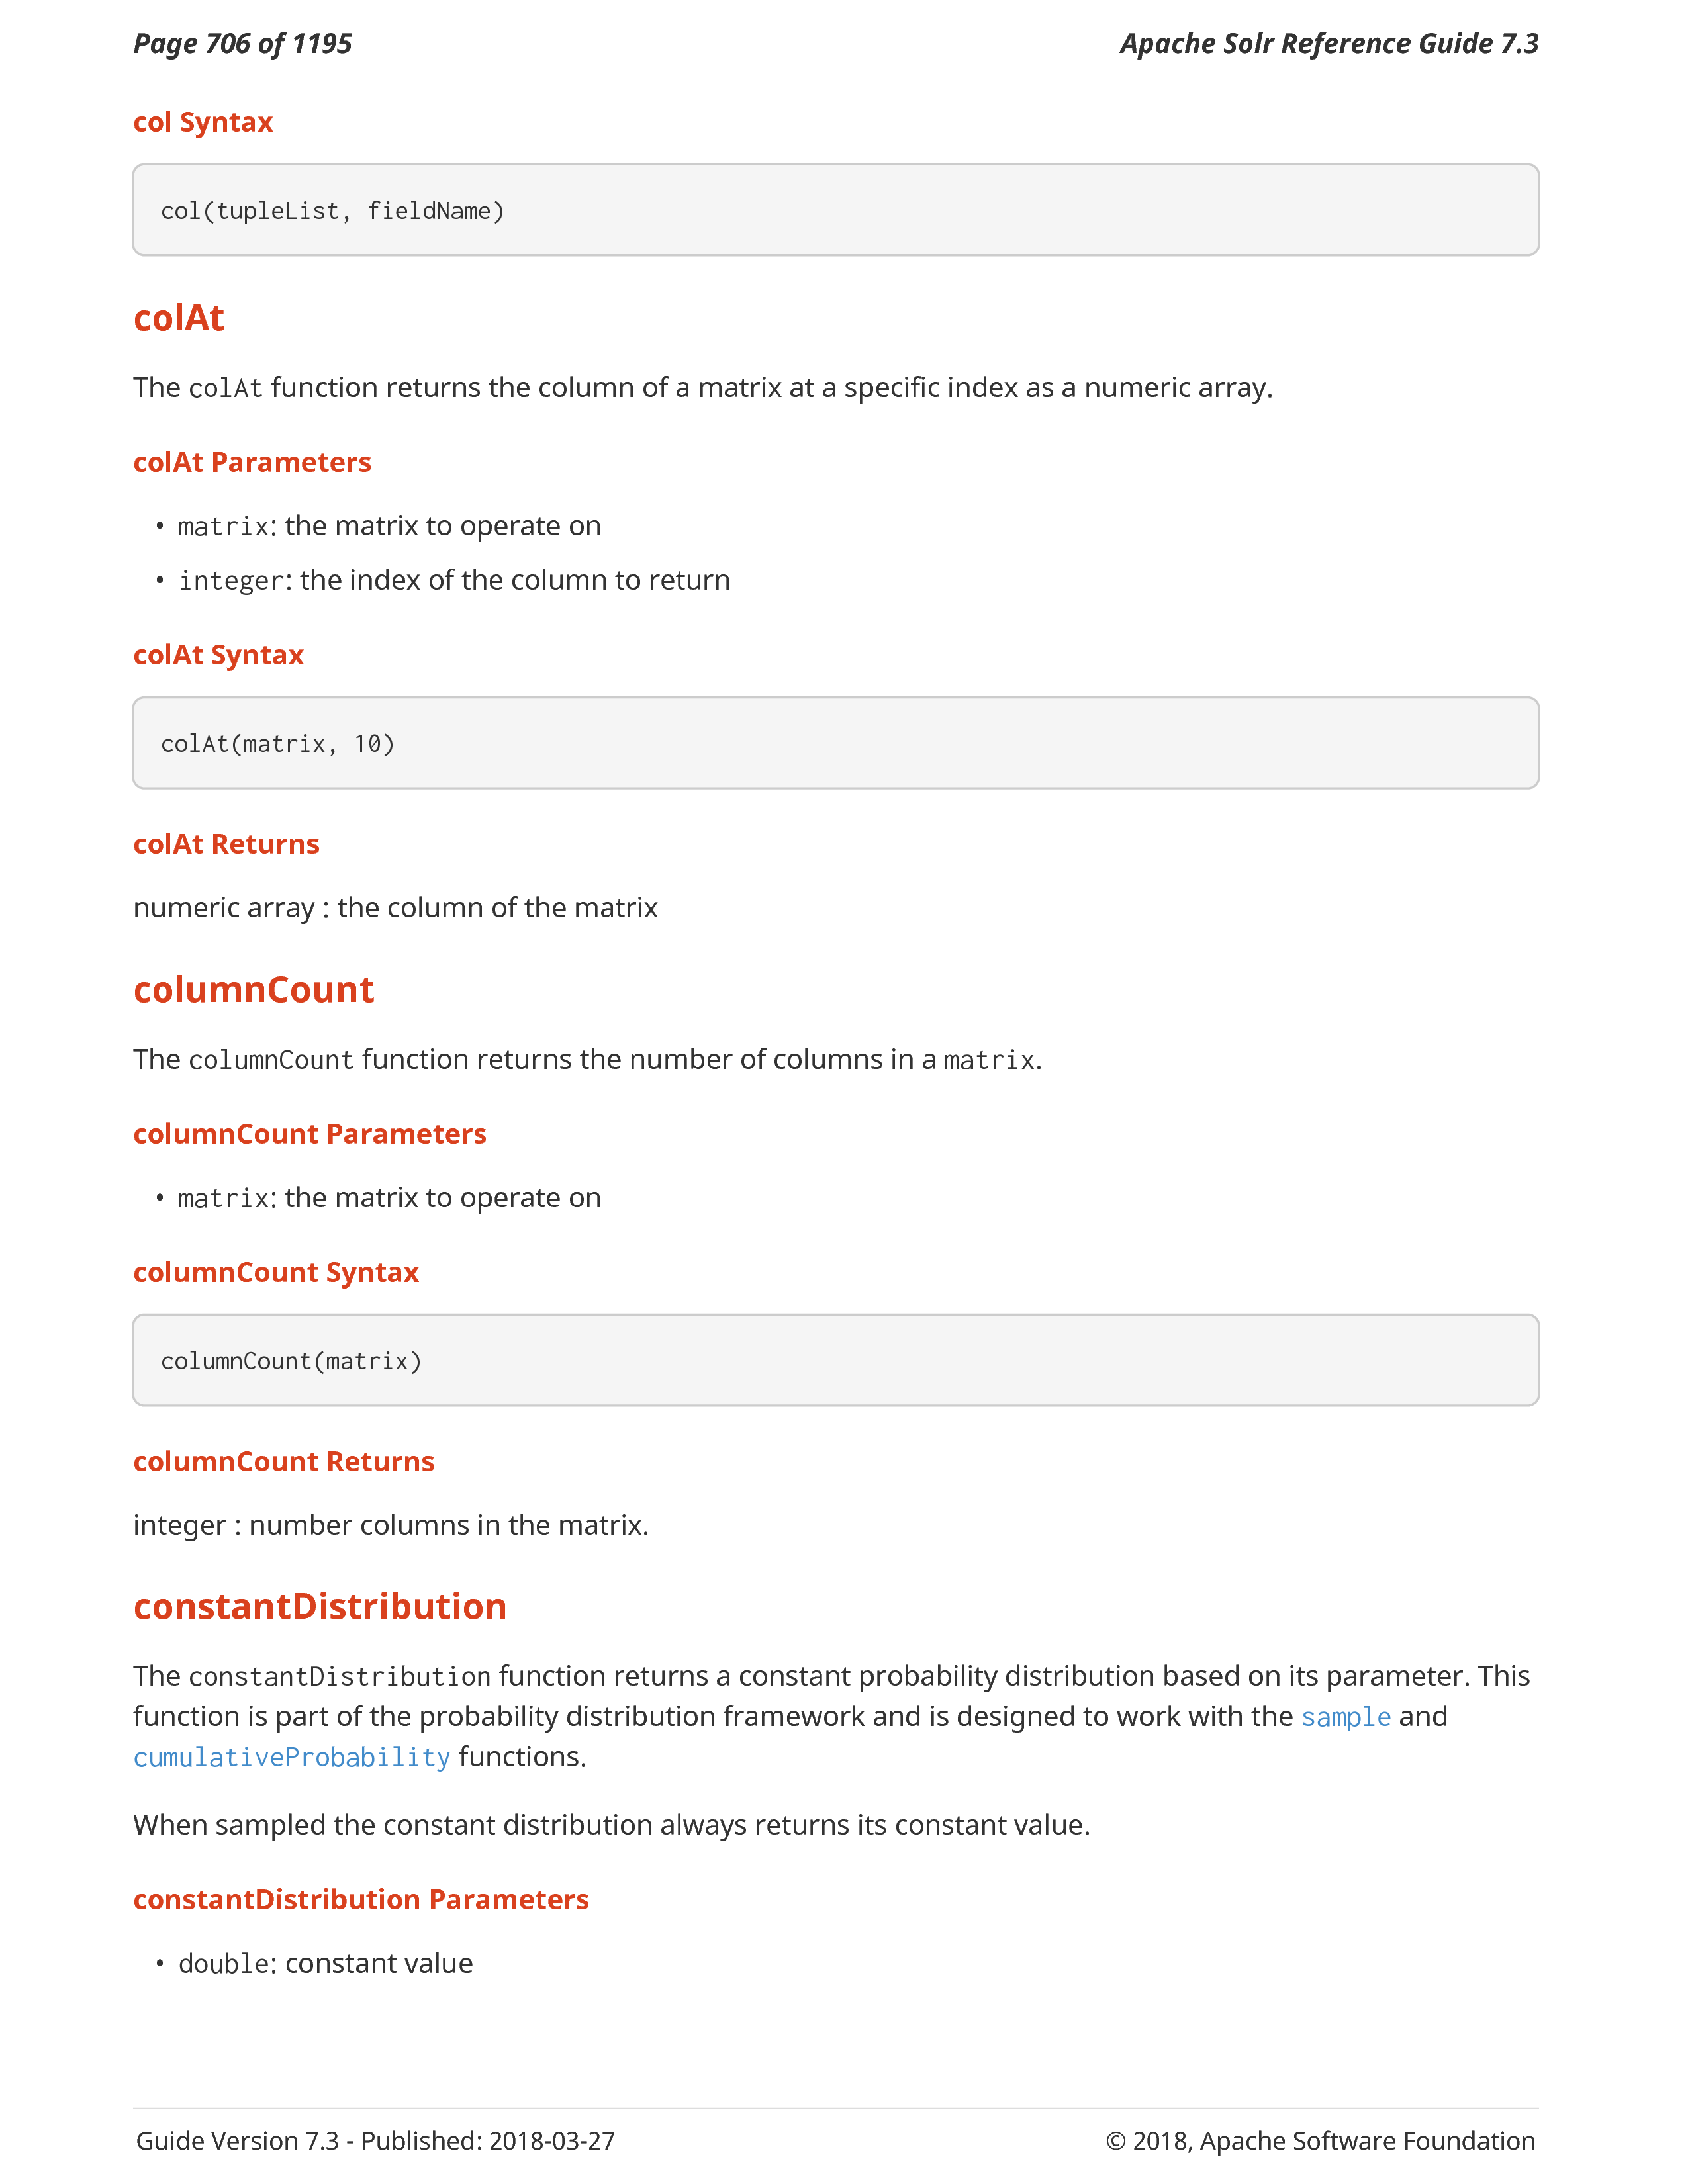 Page 706 of 1195
Apache Solr Reference Guide 7.3
col Syntax
col(tupleList, fieldName)
colAt
The colAt function returns the column of a matrix at a specific index as a numeric array.
colAt Parameters
• matrix: the matrix to operate on
• integer: the index of the column to return
colAt Syntax
colAt(matrix, 10)
colAt Returns
numeric array : the column of the matrix
columnCount
The columnCount function returns the number of columns in a matrix.
columnCount Parameters
• matrix: the matrix to operate on
columnCount Syntax
columnCount(matrix)
columnCount Returns
integer : number columns in the matrix.
constantDistribution
The constantDistribution function returns a constant probability distribution based on its parameter. This
function is part of the probability distribution framework and is designed to work with the sample and
cumulativeProbability functions.
When sampled the constant distribution always returns its constant value.
constantDistribution Parameters
• double: constant value
Guide Version 7.3 - Published: 2018-03-27
© 2018, Apache Software Foundation